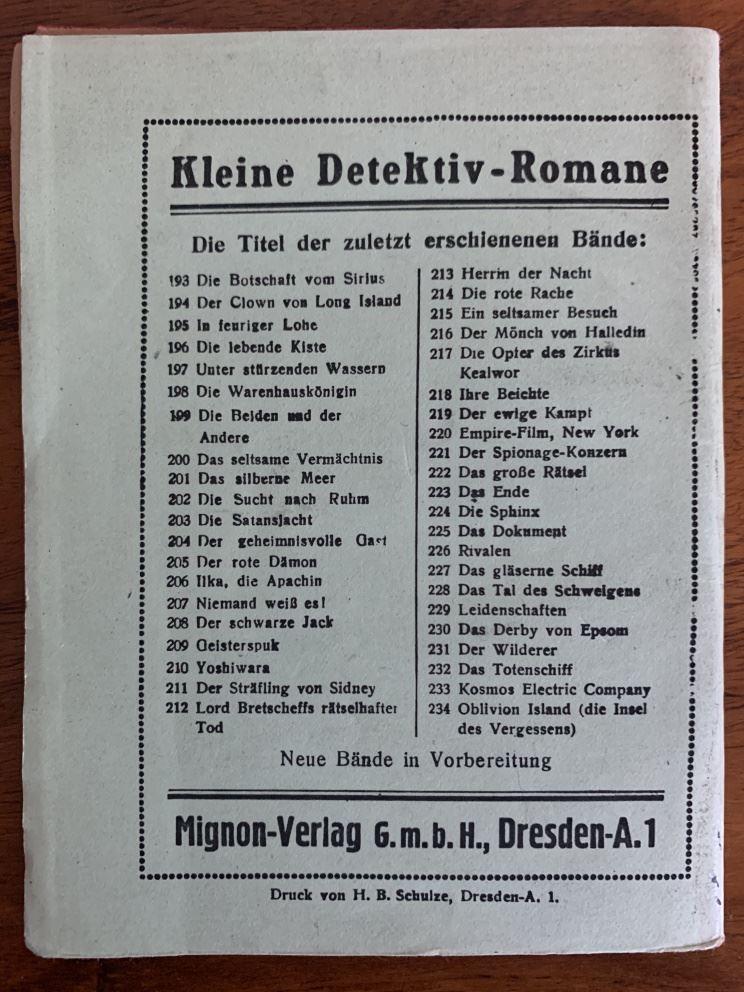 Kleine Detektiv-Romane
Die Titel der zuletzt erschienenen Bände:
193 Die Botschaft vom Sirius
194 Der Clown von Long Island
195 In feuriger Lohe
196 Die lebende Kiste
197 Unter stürzenden Wassern
198 Die Warenhauskönigin
199 Die Beiden und der
Andere
200 Das seltsame Vermächtnis
201 Das silberne Meer
202 Die Sucht nach Ruhm
203 Die Satansjacht
204 Der geheimnisvolle Gast
205 Der rote Dämon
206 Ilka, die Apachin
207 Niemand weiß es!
208 Der schwarze Jack
209 Geisterspuk
210 Yoshiwara
211 Der Sträfling von Sidney
212 Lord Bretscheffs rätselhafter
Tod
213 Herrin der Nacht
214 Die rote Rache
215 Ein seltsamer Besuch
216 Der Mönch von Halledin
217 Die Opfer des Zirkus
Kealwor
218 Ihre Beichte
219 Der ewige Kampf
220 Empire-Film, New York
221 Der Spionage-Konzern
222 Das große Rätsel
223 Das Ende
224 Die Sphinx
225 Das Dokument
226 Rivalen
227 Das gläserne Schiff
228 Das Tal des Schweigens
229 Leidenschaften
230 Das Derby von Epsom
231 Der Wilderer
232 Das Totenschiff
233 Kosmos Electric Company
234 Oblivion Island (die Insel
des Vergessens)
Neue Bände in Vorbereitung
Mignon-Verlag G.m.b.H., Dresden-A.1
Druck von H. B. Schulze, Dresden-A. 1.